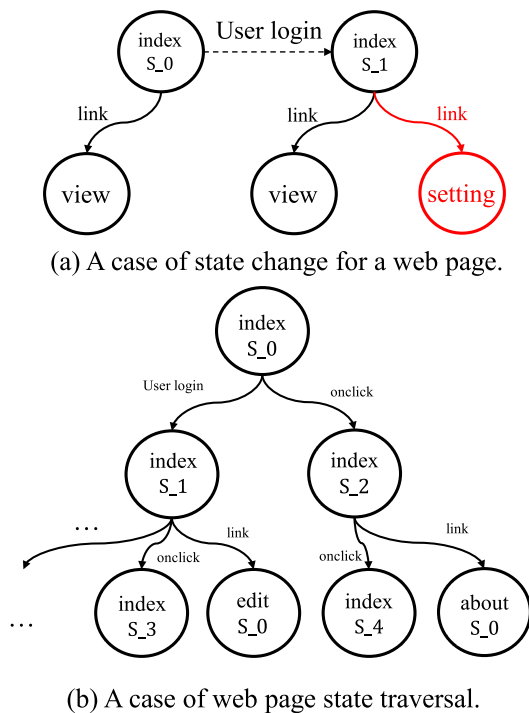 User login
index
S_0
index
S_1
link
link
link
view
view
setting
(a) A case of state change for a web page.
index
S_0
User login
onclick
index
S_1
index
S_2
...
onclick
link
onclick
link
...
index
S_3
edit
S_0
index
S_4
about
S_0
(b) A case of web page state traversal.